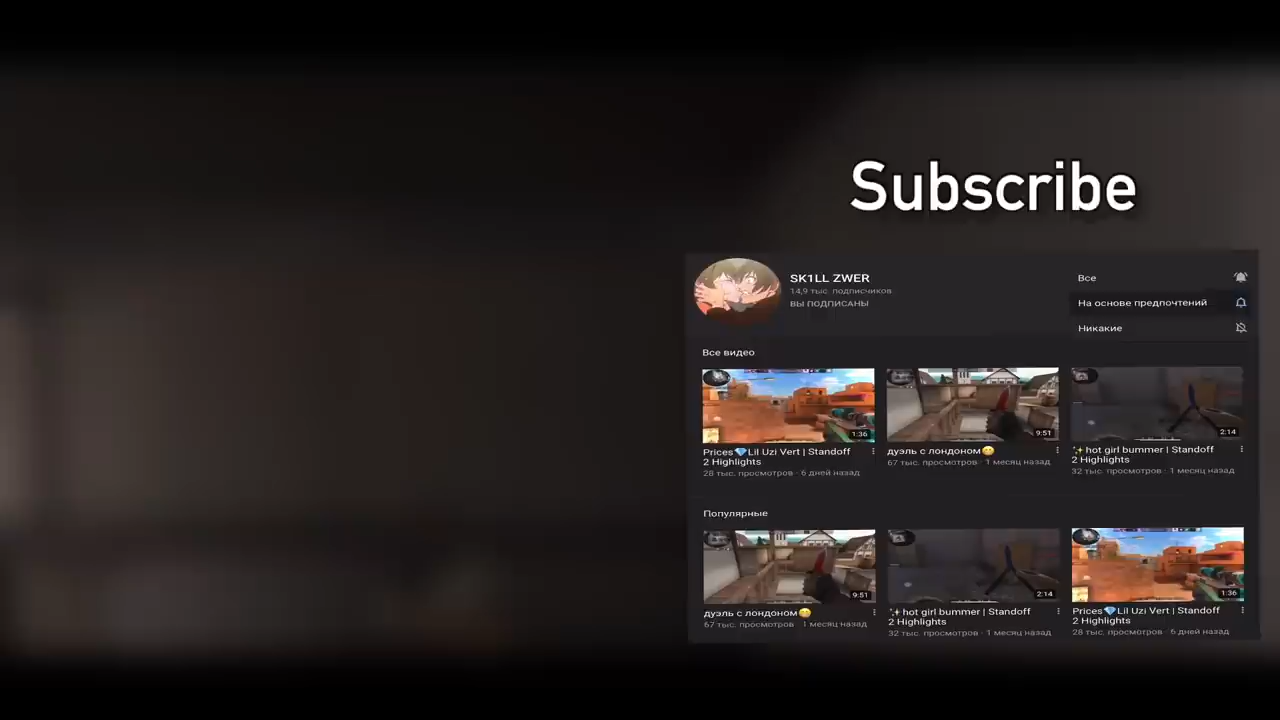 Subscribe
SK1LL ZWER
14,9 тыс. подписчиков
ВЫ ПОДПИСАНЫ
Все
На основе предпочтений
Никакие
Все видео
1:36
9:51
2:14
Prices💎Lil Uzi Vert | Standoff
2 Highlights
28 тыс. просмотров · 6 дней назад
дуэль с лондоном😁
67 тыс. просмотров · 1 месяц назад
✨ hot girl bummer | Standoff
2 Highlights
32 тыс. просмотров · 1 месяц назад
Популярные
9:51
2:14
1:36
дуэль с лондоном😁
67 тыс. просмотров · 1 месяц назад
✨ hot girl bummer | Standoff
2 Highlights
32 тыс. просмотров · 1 месяц назад
Prices💎Lil Uzi Vert | Standoff
2 Highlights
28 тыс. просмотров · 6 дней назад